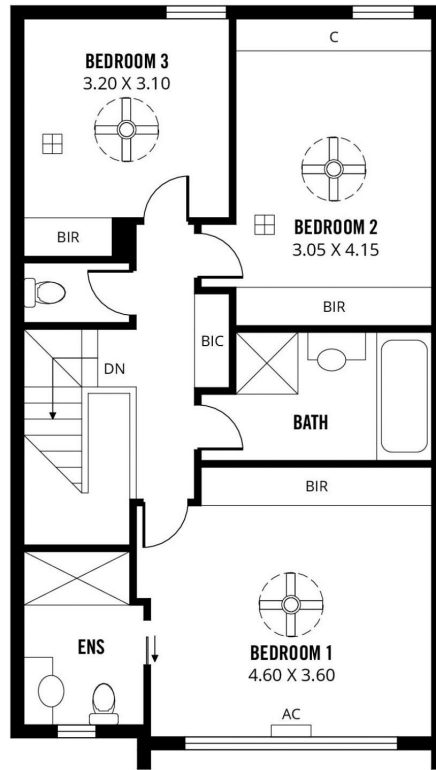 C
BEDROOM 3
3.20 X 3.10
BEDROOM 2
3.05 X 4.15
BIR
BIR
BIC
DN
BATH
BIR
ENS
BEDROOM 1
4.60 X 3.60
AC